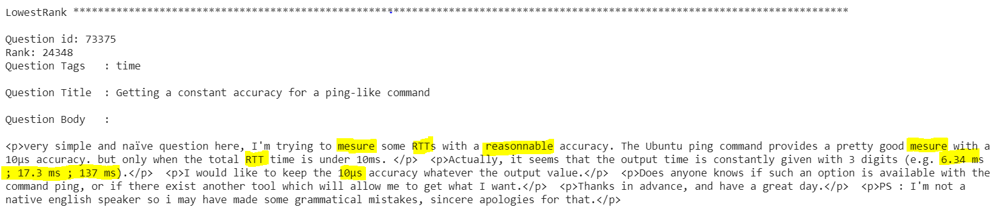 LowestRank ******************************************************************************************************************************
Question id: 73375
Rank: 24348
Question Tags   : time
Question Title  : Getting a constant accuracy for a ping-like command
Question Body   :
<p>very simple and naïve question here, I'm trying to mesure some RTTs with a reasonnable accuracy. The Ubuntu ping command provides a pretty good mesure with a
10µs accuracy. but only when the total RTT time is under 10ms. </p>  <p>Actually, it seems that the output time is constantly given with 3 digits (e.g. 6.34 ms
; 17.3 ms ; 137 ms).</p>  <p>I would like to keep the 10µs accuracy whatever the output value.</p>  <p>Does anyone knows if such an option is available with the
command ping, or if there exist another tool which will allow me to get what I want.</p>  <p>Thanks in advance, and have a great day.</p>  <p>PS : I'm not a
native english speaker so i may have made some grammatical mistakes, sincere apologies for that.</p>